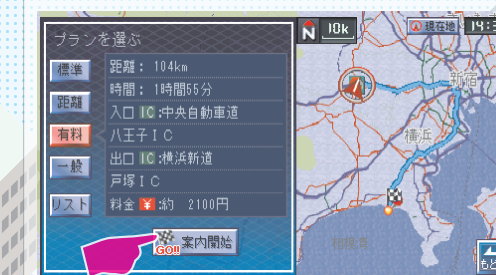 プランを選ぶ
標準
距離
有料
一般
リスト
距離： 104km
時間： 1時間55分
入口 IC :中央自動車道
八王子ＩＣ
出口 IC :横浜新道
戸塚ＩＣ
料金 ¥ :約 2100円
GO!! 案内開始
N 10k
現在地
新宿
横浜
相模湾